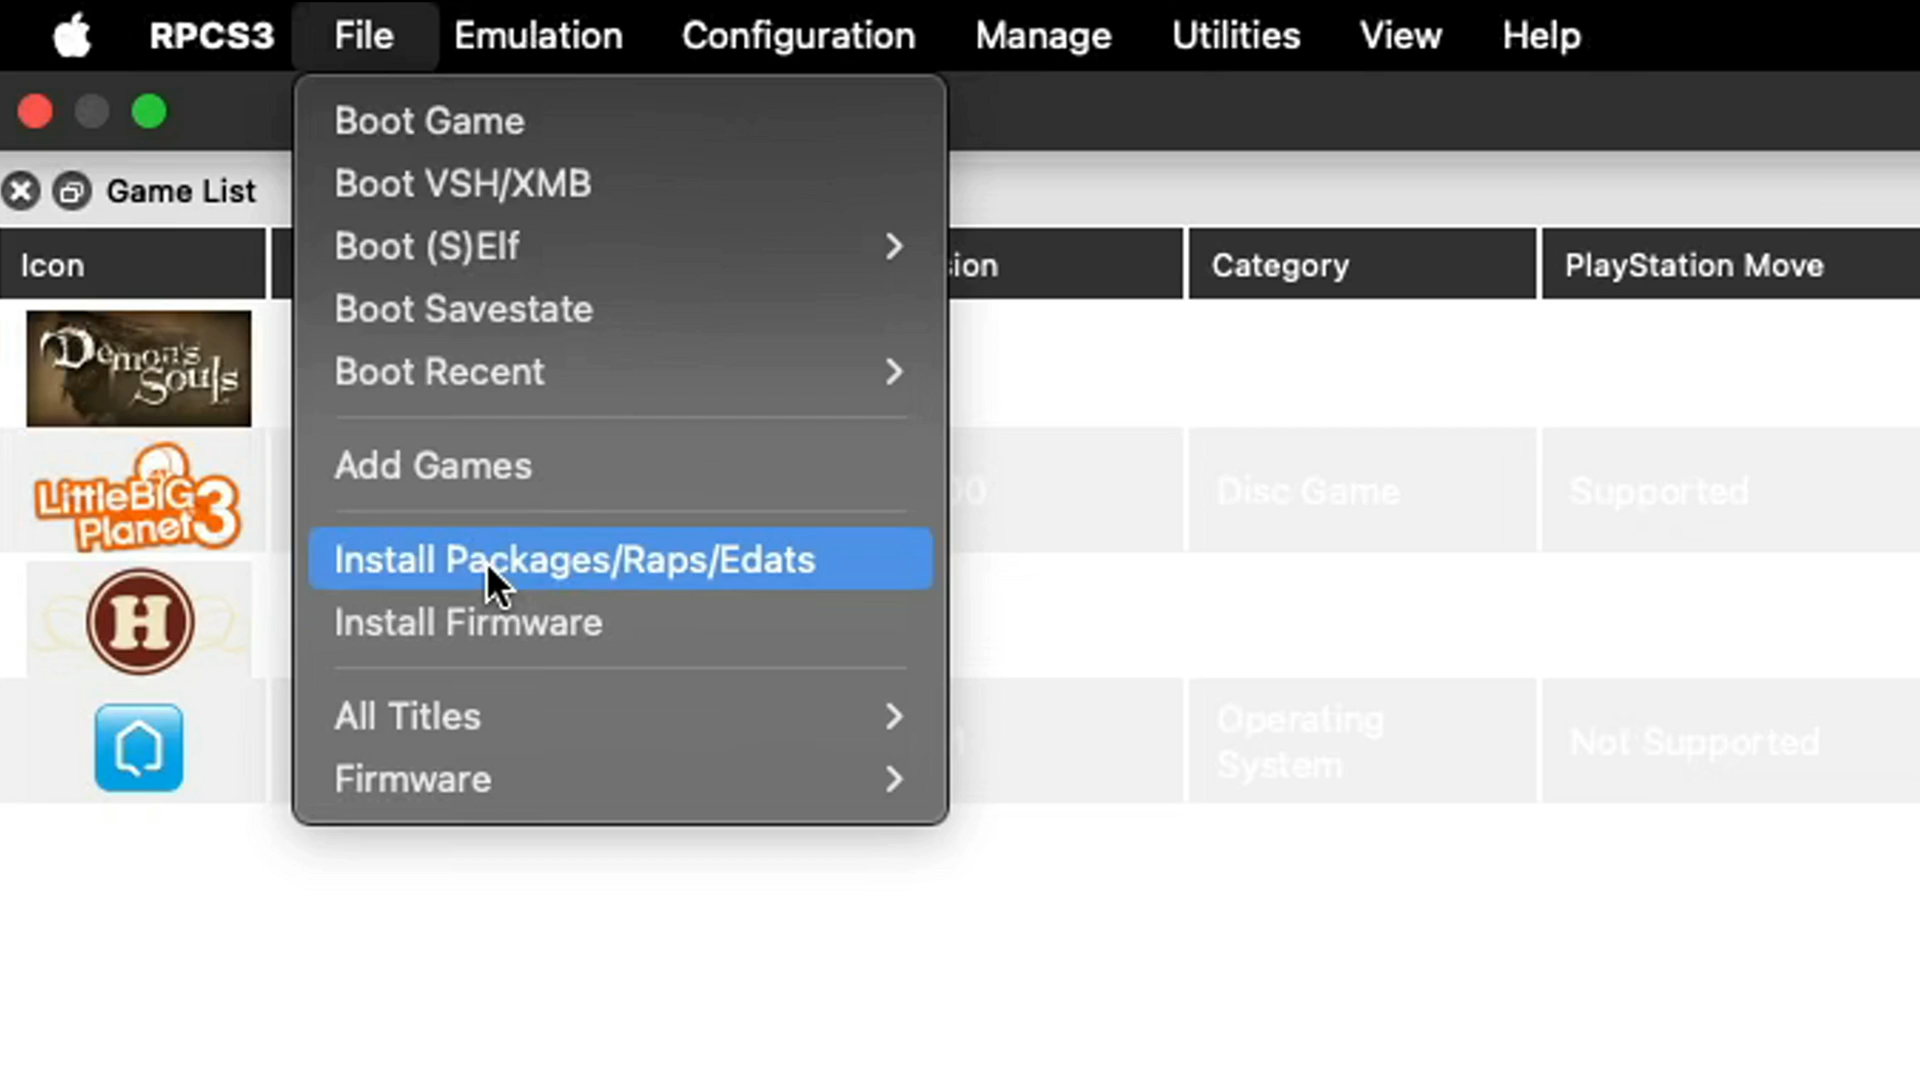 RPCS3 File Emulation Configuration Manage Utilities View Help
Boot Game
Boot VSH/XMB
Game List
Boot (S)Elf
Icon
sion
Category
PlayStation Move
Boot Savestate
Demon's
Souls
Boot Recent
Add Games
LittleBIG
Planet 3
00
Disc Game
Supported
Install Packages/Raps/Edats
H
Install Firmware
All Titles
Operating
System
Not Supported
Firmware